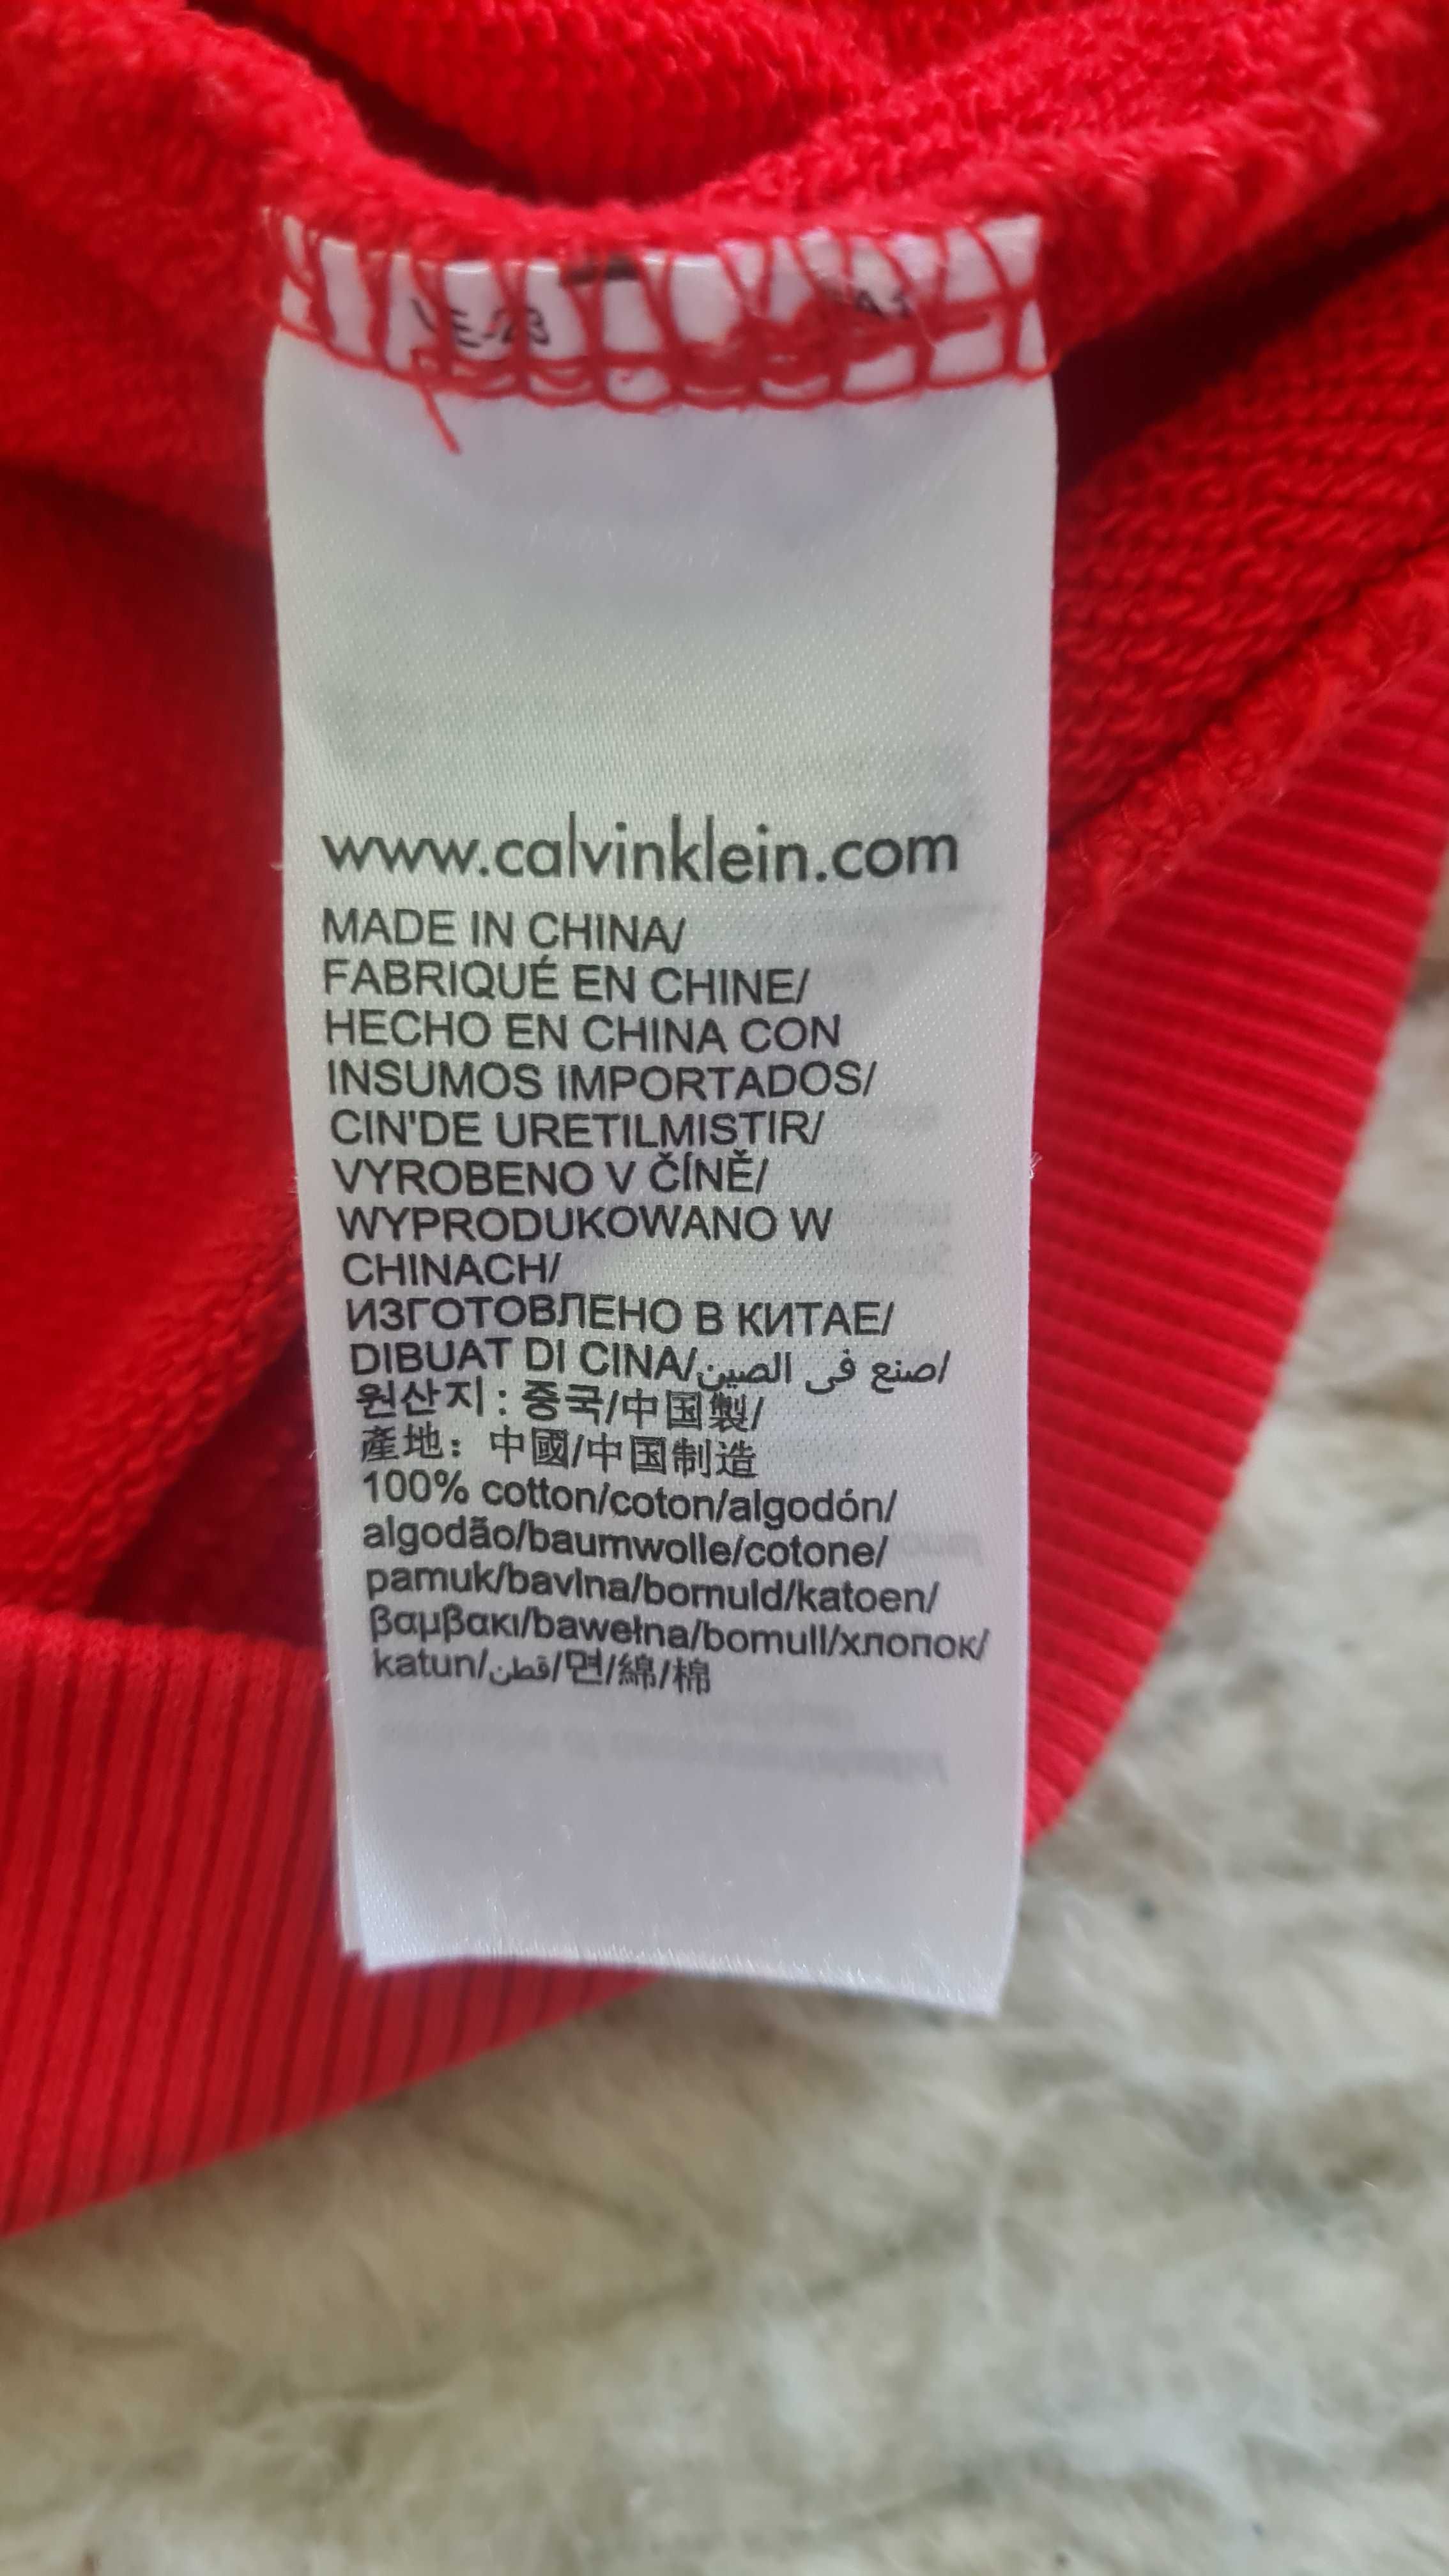 www.calvinklein.com
MADE IN CHINA/
FABRIQUÉ EN CHINE/
HECHO EN CHINA CON
INSUMOS IMPORTADOS/
CIN'DE URETILMISTIR/
VYROBENO V ČÍNĚ/
WYPRODUKOWANO W
CHINACH/
ИЗГОТОВЛЕНО В КИТАЕ/
DIBUAT DI CINA/صنع فى الصين/
원산지 : 중국/中国製/
產地：中國/中国制造
100% cotton/coton/algodón/
algodão/baumwolle/cotone/
pamuk/bavlna/bomuld/katoen/
βαμβακι/bawełna/bomull/хлопок/
katun/قطن/면/綿/棉